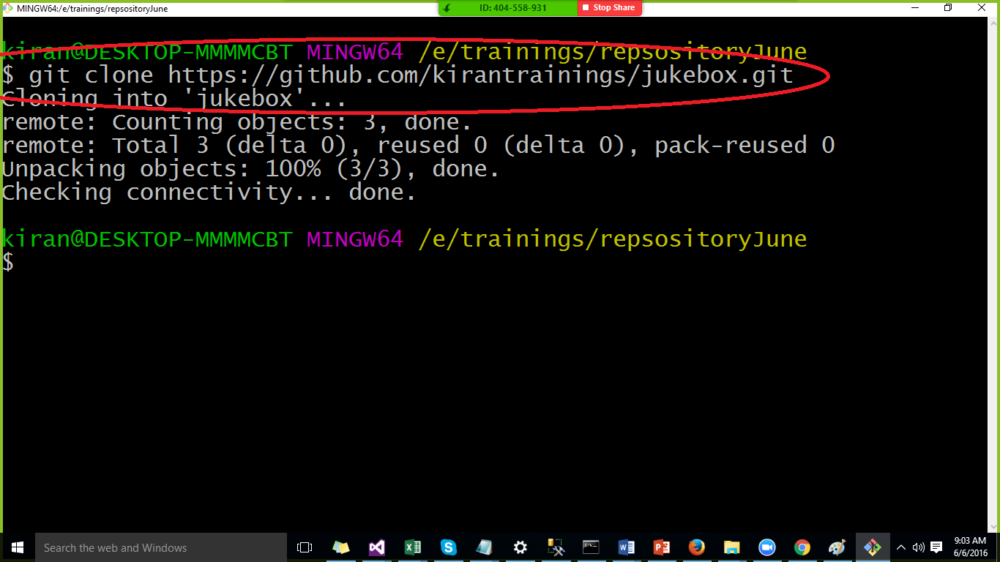 MINGW64:/e/trainings/repsositoryJune
ID: 404-558-931
Stop Share
kiran@DESKTOP-MMMMCBT MINGW64 /e/trainings/repsositoryJune
$ git clone https://github.com/kirantrainings/jukebox.git
Cloning into 'jukebox'...
remote: Counting objects: 3, done.
remote: Total 3 (delta 0), reused 0 (delta 0), pack-reused 0
Unpacking objects: 100% (3/3), done.
Checking connectivity... done.
kiran@DESKTOP-MMMMCBT MINGW64 /e/trainings/repsositoryJune
$
Search the web and Windows
9:03 AM
6/6/2016